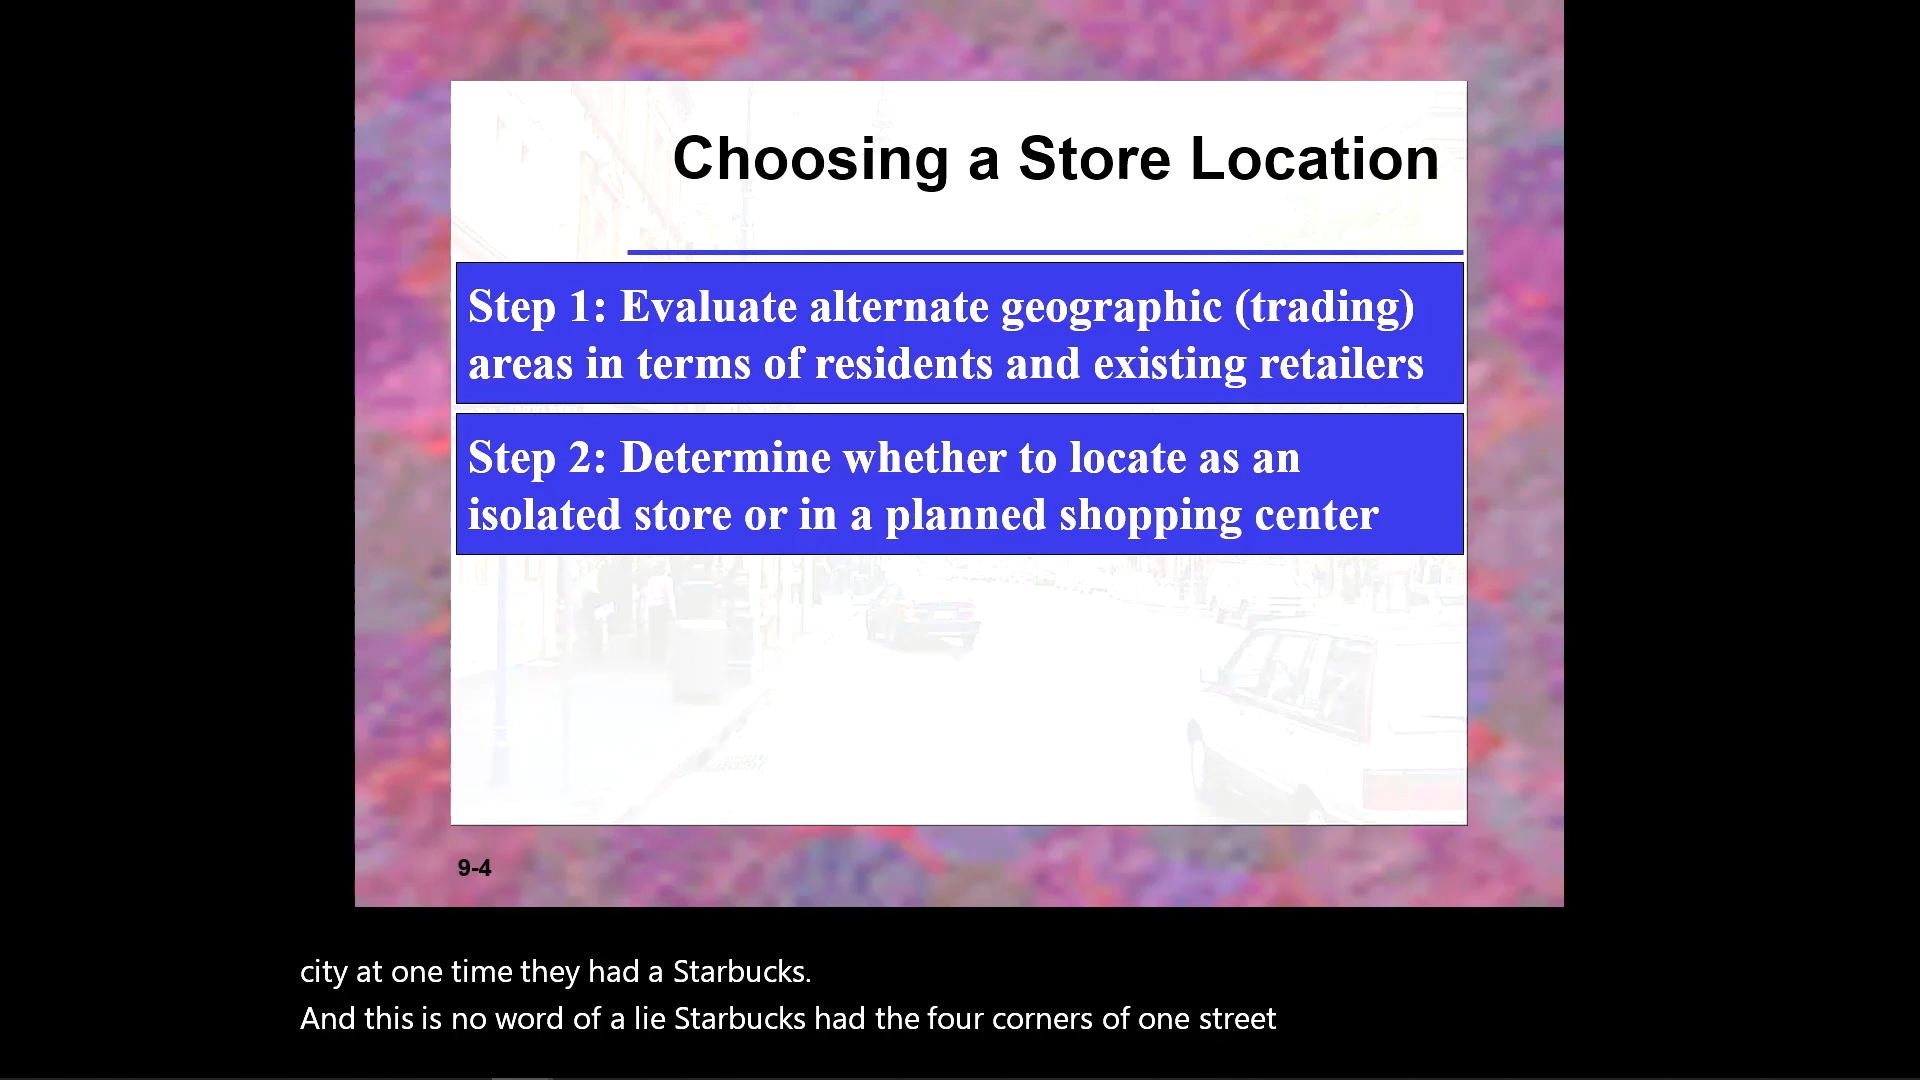 Choosing a Store Location
Step 1: Evaluate alternate geographic (trading)
areas in terms of residents and existing retailers
Step 2: Determine whether to locate as an
isolated store or in a planned shopping center
9-4
city at one time they had a Starbucks.
And this is no word of a lie Starbucks had the four corners of one street